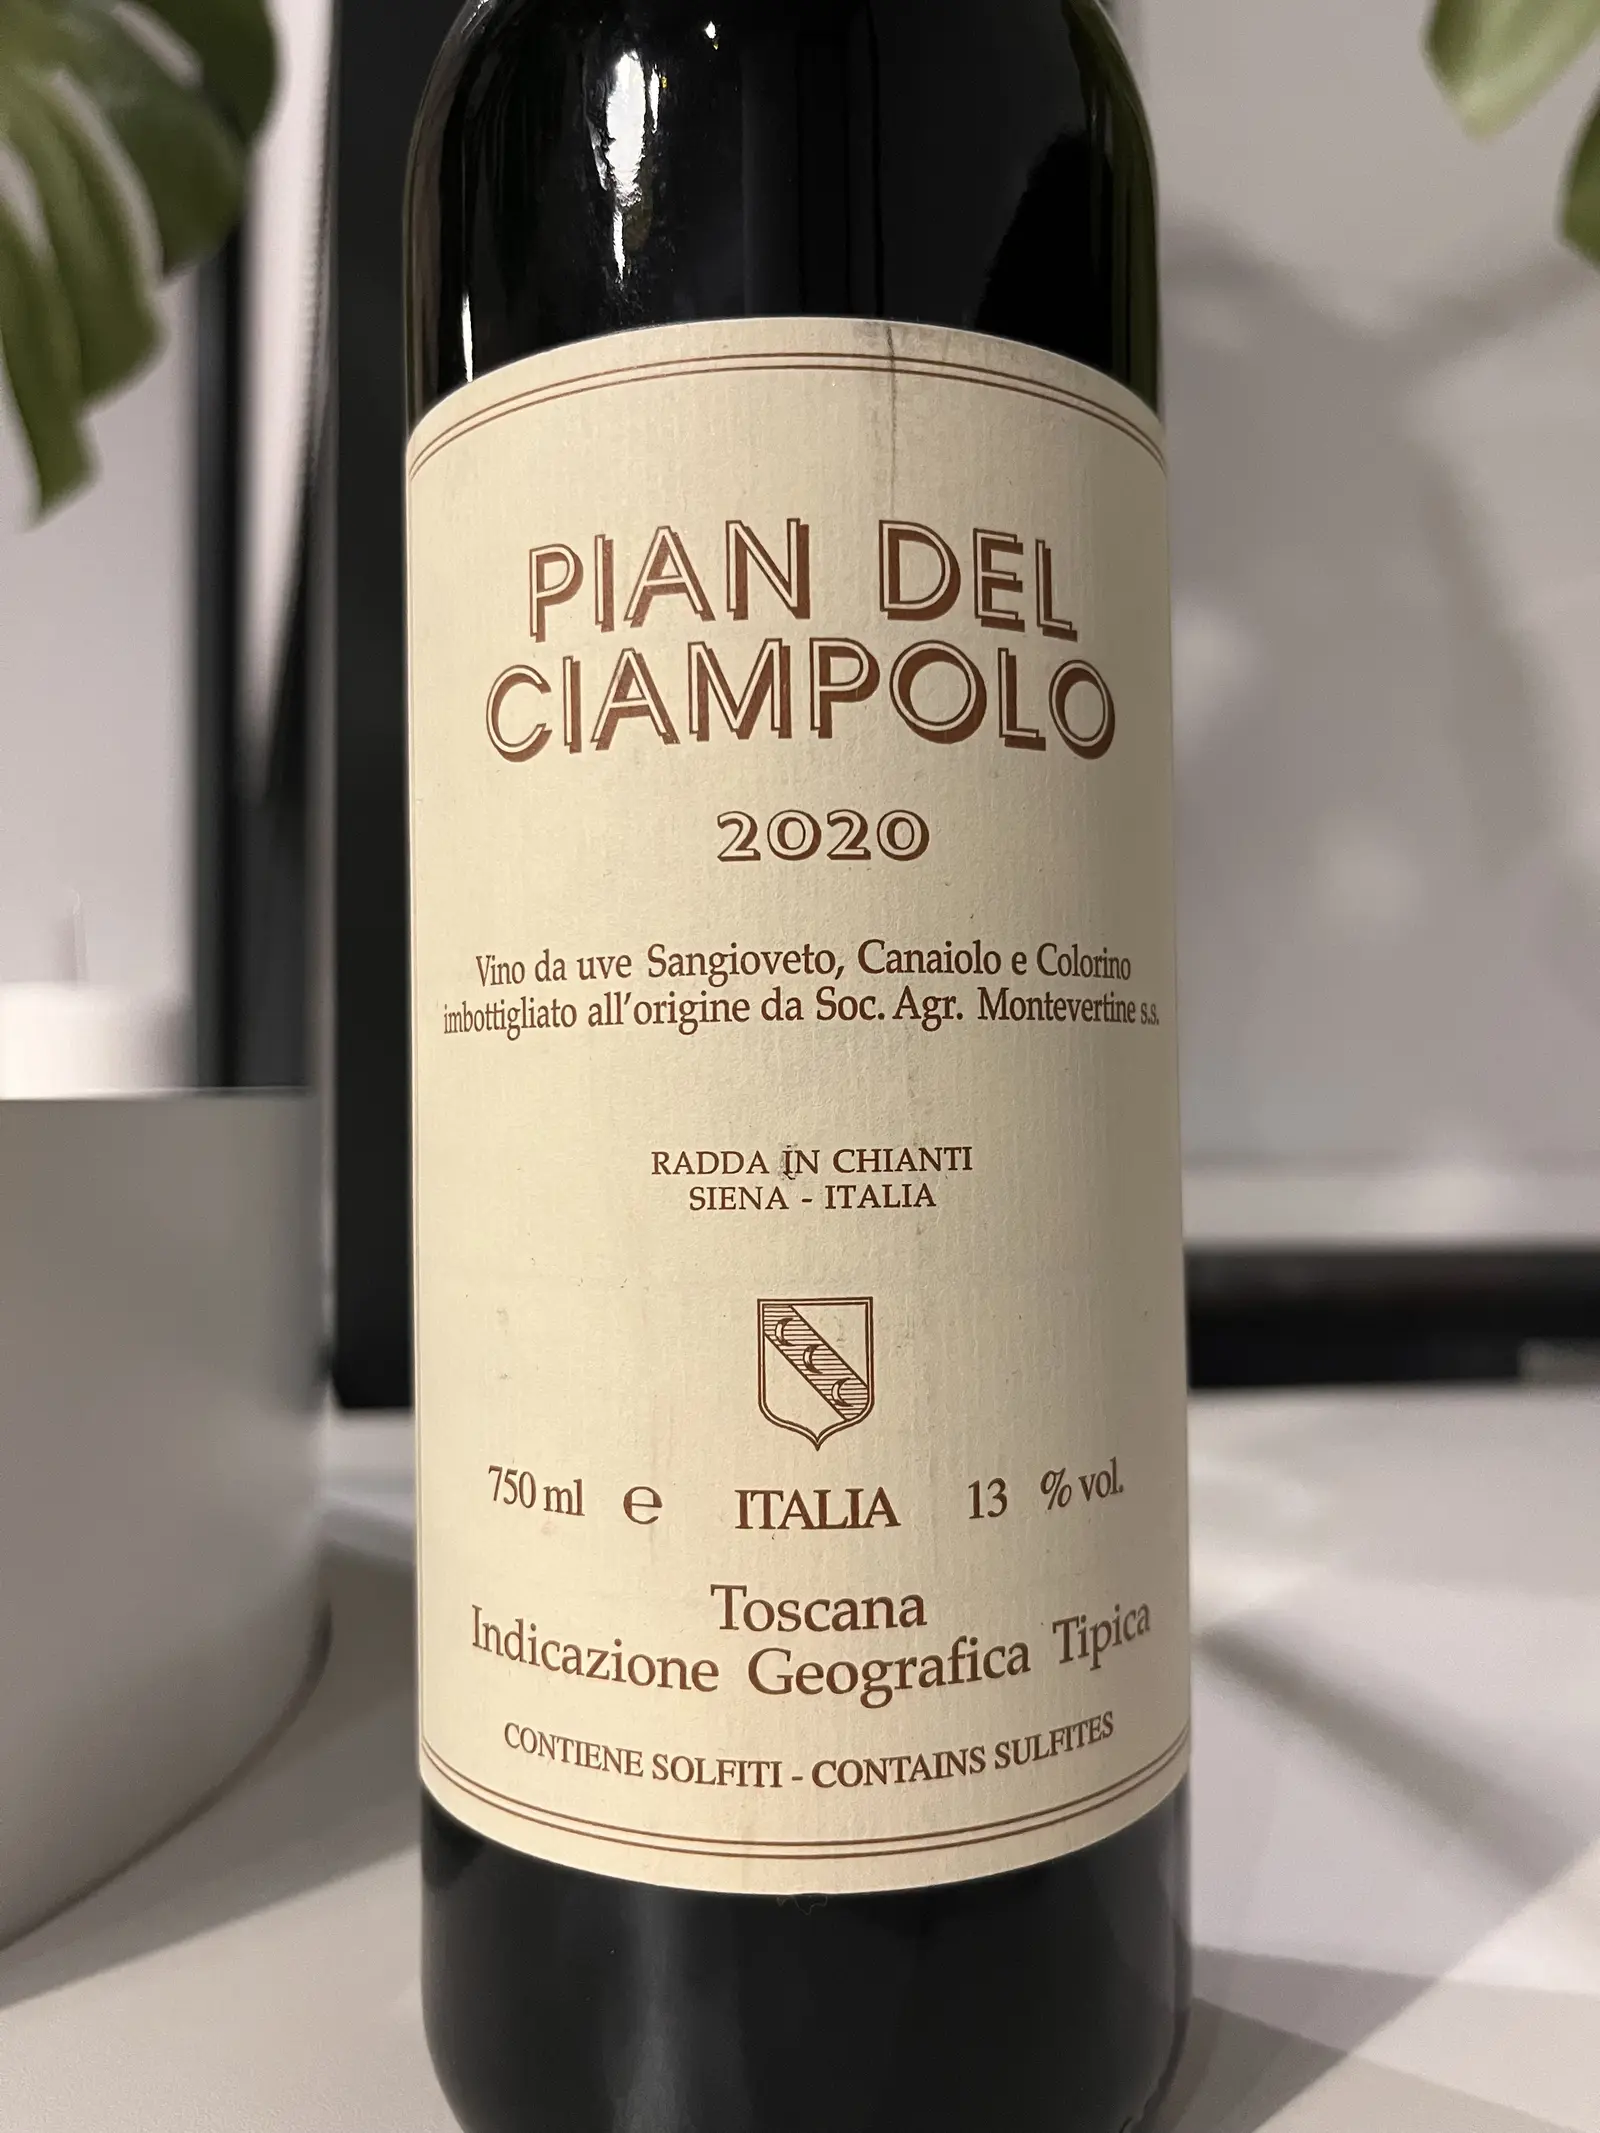 PIAN DEL
CIAMPOLO
2020
Vino da uve Sangioveto, Canaiolo e Colorino
imbottigliato all'origine da Soc. Agr. Montevertine s.s.
RADDA IN CHIANTI
SIENA - ITALIA
750 ml e ITALIA 13 % vol.
Toscana
Indicazione Geografica Tipica
CONTIENE SOLFITI - CONTAINS SULFITES